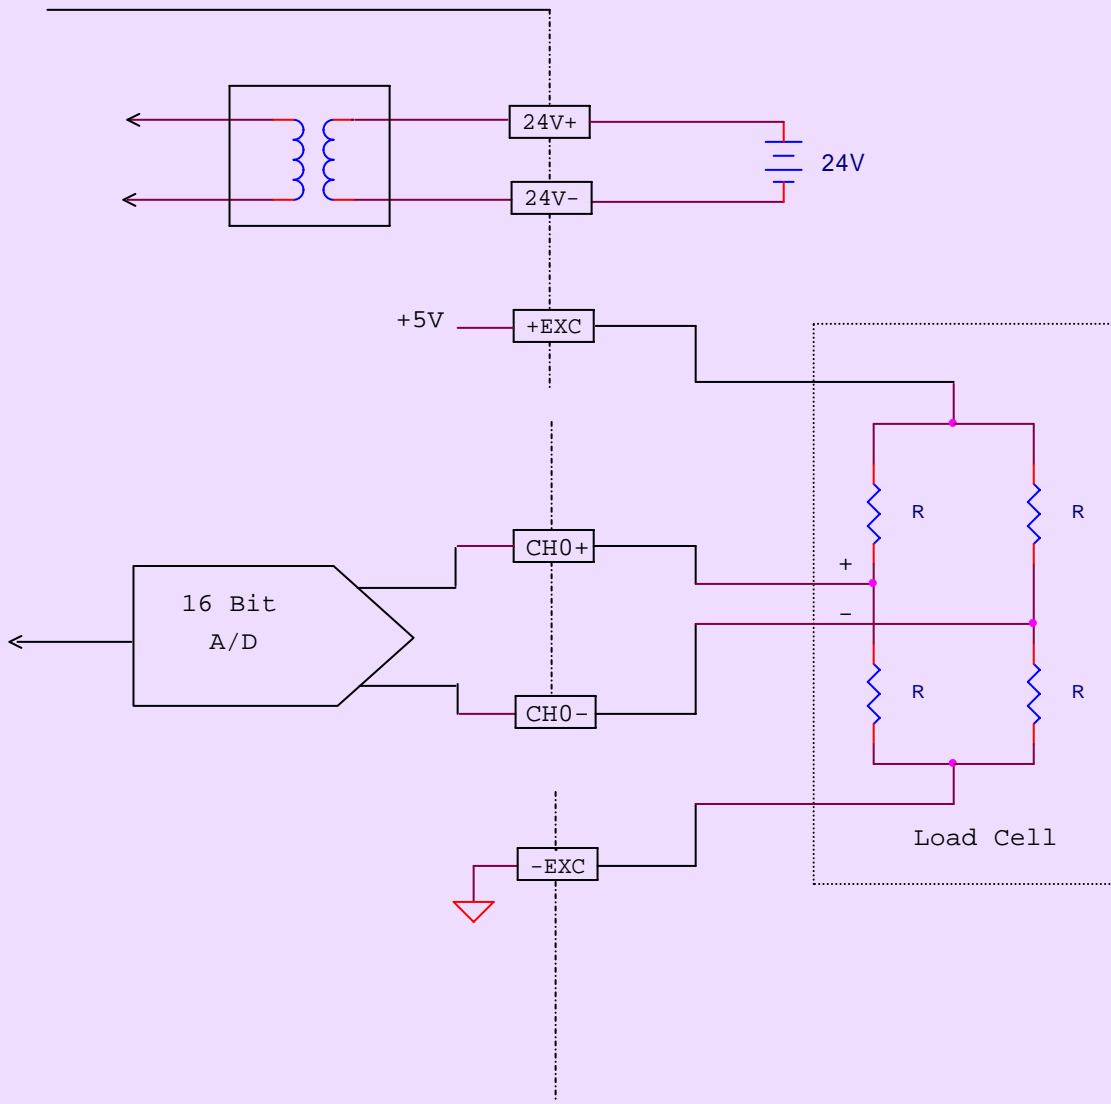 24V+
24V
24V-
+5V
+EXC
R
R
CH0+
+
16 Bit
A/D
-
R
R
CH0-
Load Cell
-EXC